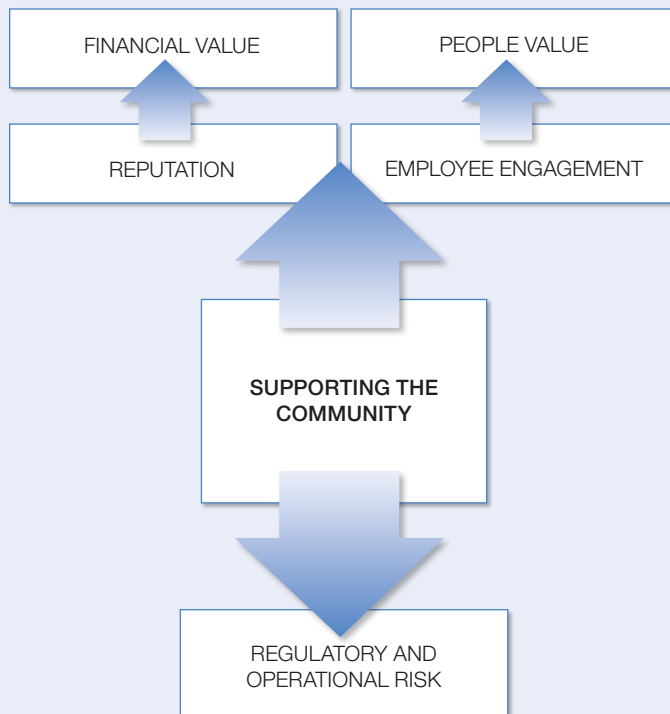 FINANCIAL VALUE
PEOPLE VALUE
REPUTATION
EMPLOYEE ENGAGEMENT
SUPPORTING THE
COMMUNITY
REGULATORY AND
OPERATIONAL RISK